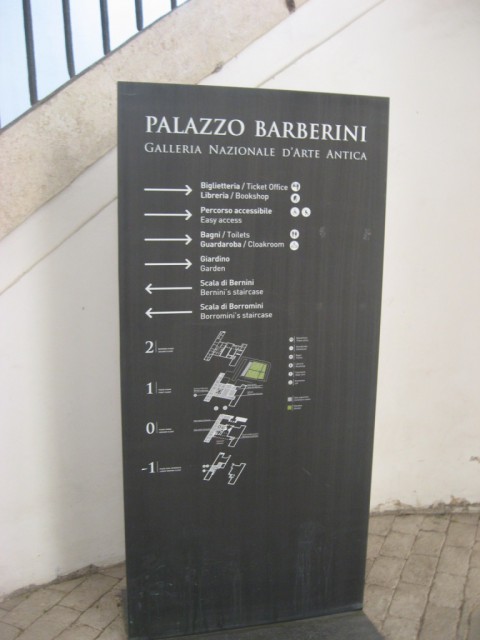 PALAZZO BARBERINI
GALLERIA NAZIONALE D'ARTE ANTICA
Biglietteria / Ticket Office
Libreria / Bookshop
Percorso accessibile
Easy access
Bagni / Toilets
Guardaroba / Cloakroom
Giardino
Garden
Scala di Bernini
Bernini's staircase
Scala di Borromini
Borromini's staircase
2
1
0
-1